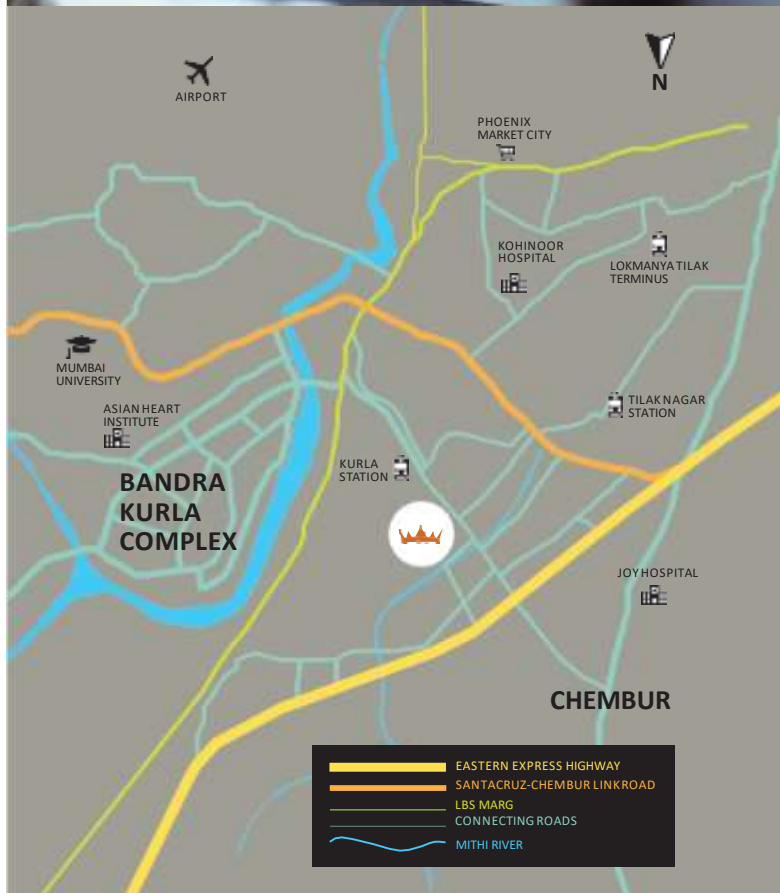 AIRPORT
N
PHOENIX
MARKET CITY
KOHINOOR
HOSPITAL
LOKMANYA TILAK
TERMINUS
MUMBAI
UNIVERSITY
ASIAN HEART
INSTITUTE
TILAK NAGAR
STATION
KURLA
STATION
BANDRA
KURLA
COMPLEX
JOY HOSPITAL
CHEMBUR
EASTERN EXPRESS HIGHWAY
SANTACRUZ-CHEMBUR LINKROAD
LBS MARG
CONNECTING ROADS
MITHI RIVER